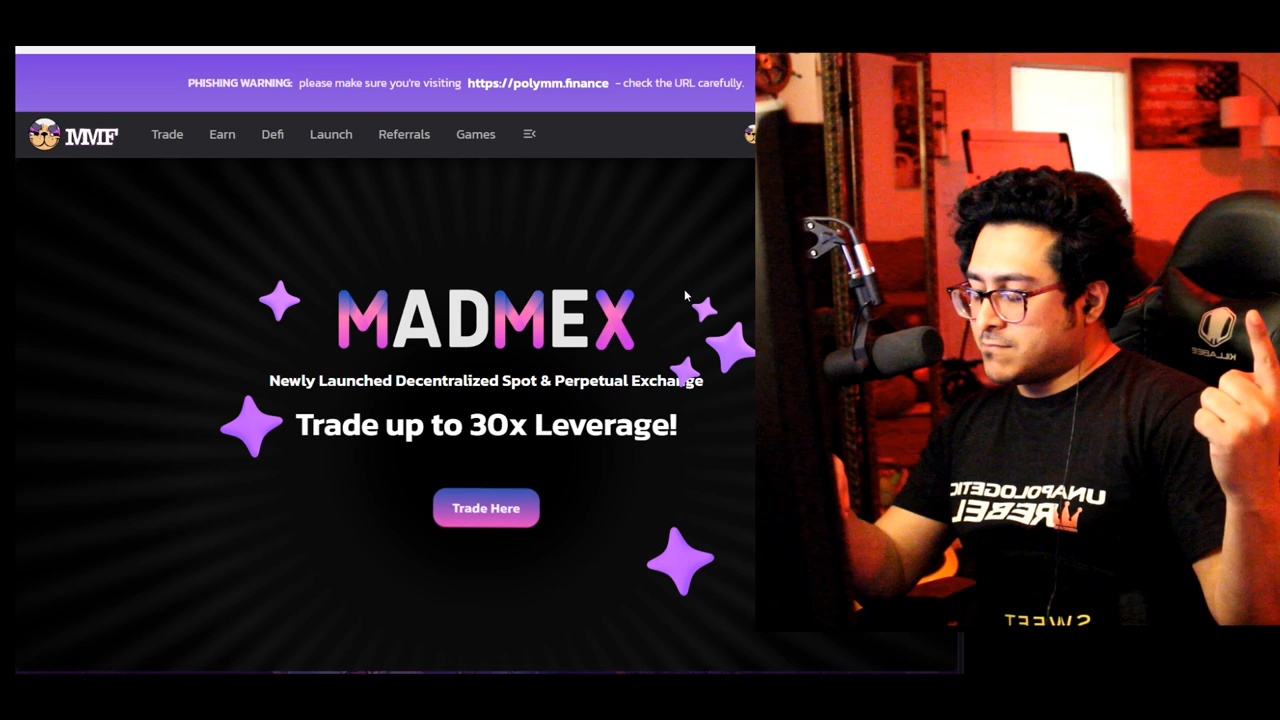 PHISHING WARNING: please make sure you're visiting https://polymm.finance - check the URL carefully.
MMF Trade Earn Defi Launch Referrals Games
MADMEX
Newly Launched Decentralized Spot & Perpetual Exchange
Trade up to 30x Leverage!
Trade Here
KILLABEE
UNAPOLOGETIC
REBEL
SWEET